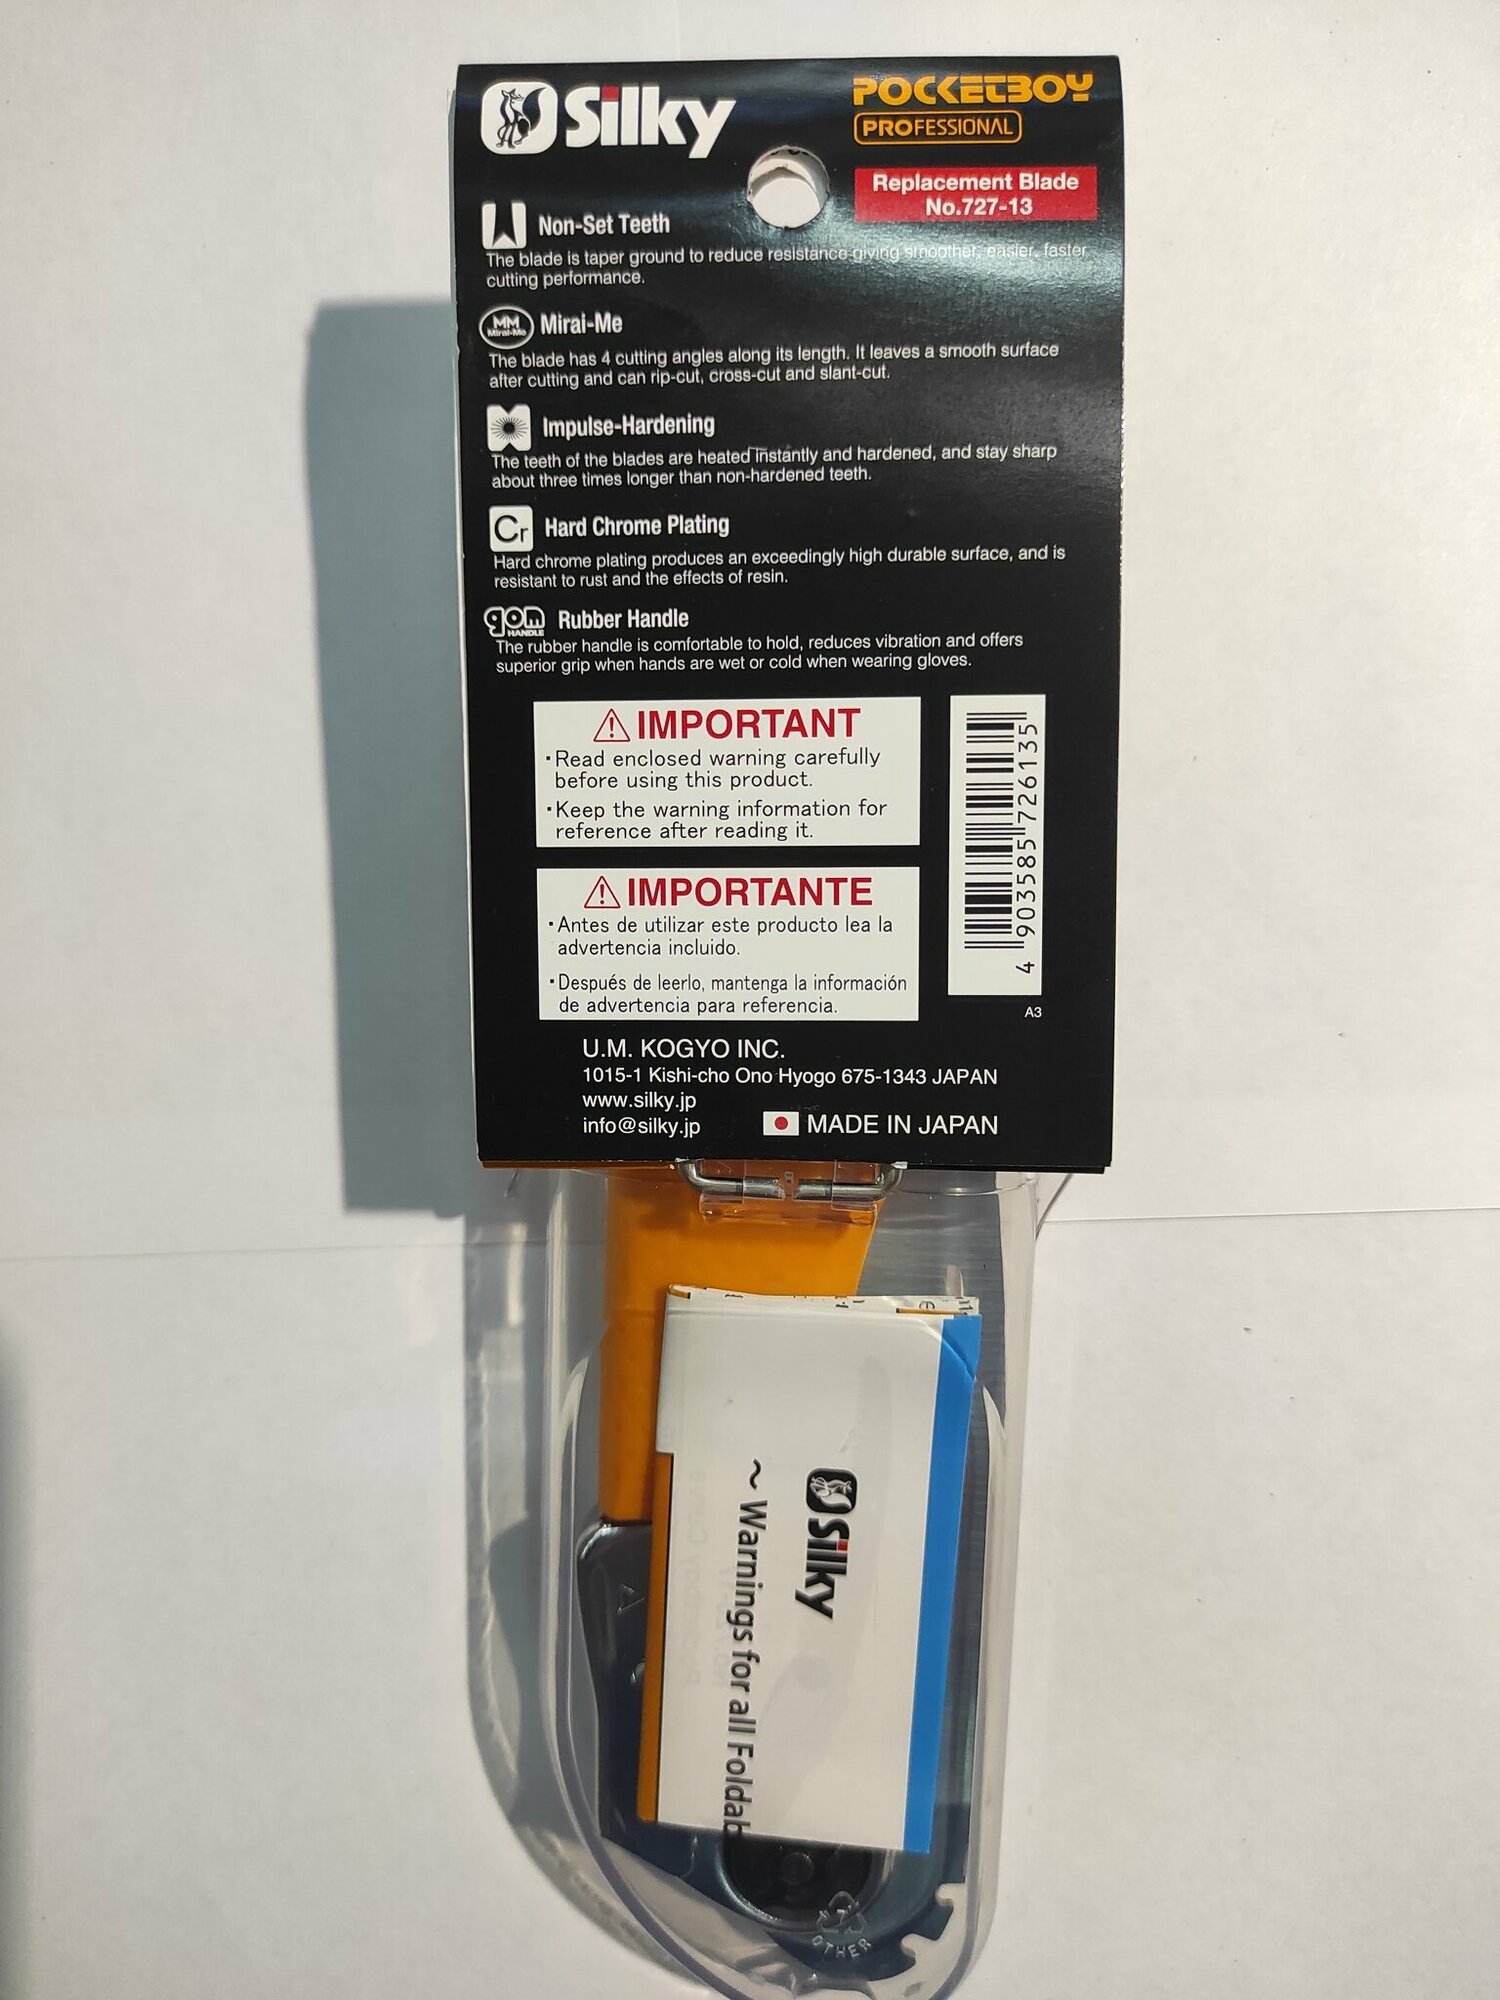 Silky
POCKETBOY
PROFESSIONAL
Replacement Blade
No.727-13
Non-Set Teeth
The blade is taper ground to reduce resistance giving smoother, easier, faster
cutting performance.
MM
Mirai-Me
Mirai-Me
The blade has 4 cutting angles along its length. It leaves a smooth surface
after cutting and can rip-cut, cross-cut and slant-cut.
Impulse-Hardening
The teeth of the blades are heated instantly and hardened, and stay sharp
about three times longer than non-hardened teeth.
Cr
Hard Chrome Plating
Hard chrome plating produces an exceedingly high durable surface, and is
resistant to rust and the effects of resin.
gom
HANDLE
Rubber Handle
The rubber handle is comfortable to hold, reduces vibration and offers
superior grip when hands are wet or cold when wearing gloves.
⚠ IMPORTANT
・Read enclosed warning carefully
before using this product.
・Keep the warning information for
reference after reading it.
⚠ IMPORTANTE
・Antes de utilizar este producto lea la
advertencia incluido.
・Después de leerlo, mantenga la información
de advertencia para referencia.
4 903585 726135
A3
U.M. KOGYO INC.
1015-1 Kishi-cho Ono Hyogo 675-1343 JAPAN
www.silky.jp
info@silky.jp
MADE IN JAPAN
Silky
~ Warnings for all Foldab
7
OTHER